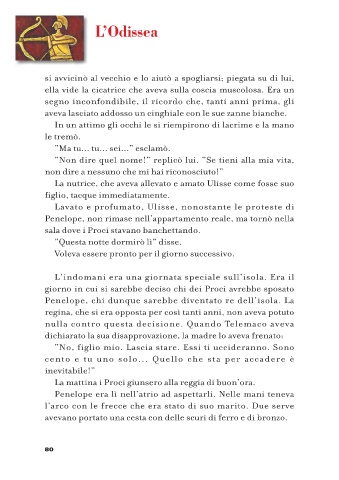 L'Odissea
si avvicinò al vecchio e lo aiutò a spogliarsi; piegata su di lui,
ella vide la cicatrice che aveva sulla coscia muscolosa. Era un
segno inconfondibile, il ricordo che, tanti anni prima, gli
aveva lasciato addosso un cinghiale con le sue zanne bianche.
In un attimo gli occhi le si riempirono di lacrime e la mano
le tremò.
"Ma tu... tu... sei..." esclamò.
"Non dire quel nome!" replicò lui. "Se tieni alla mia vita,
non dire a nessuno che mi hai riconosciuto!"
La nutrice, che aveva allevato e amato Ulisse come fosse suo
figlio, tacque immediatamente.
Lavato e profumato, Ulisse, nonostante le proteste di
Penelope, non rimase nell'appartamento reale, ma tornò nella
sala dove i Proci stavano banchettando.
"Questa notte dormirò lì" disse.
Voleva essere pronto per il giorno successivo.
L'indomani era una giornata speciale sull'isola. Era il
giorno in cui si sarebbe deciso chi dei Proci avrebbe sposato
Penelope, chi dunque sarebbe diventato re dell'isola. La
regina, che si era opposta per così tanti anni, non aveva potuto
nulla contro questa decisione. Quando Telemaco aveva
dichiarato la sua disapprovazione, la madre lo aveva frenato:
"No, figlio mio. Lascia stare. Essi ti uccideranno. Sono
cento e tu uno solo... Quello che sta per accadere è
inevitabile!"
La mattina i Proci giunsero alla reggia di buon'ora.
Penelope era lì nell'atrio ad aspettarli. Nelle mani teneva
l'arco con le frecce che era stato di suo marito. Due serve
avevano portato una cesta con delle scuri di ferro e di bronzo.
80